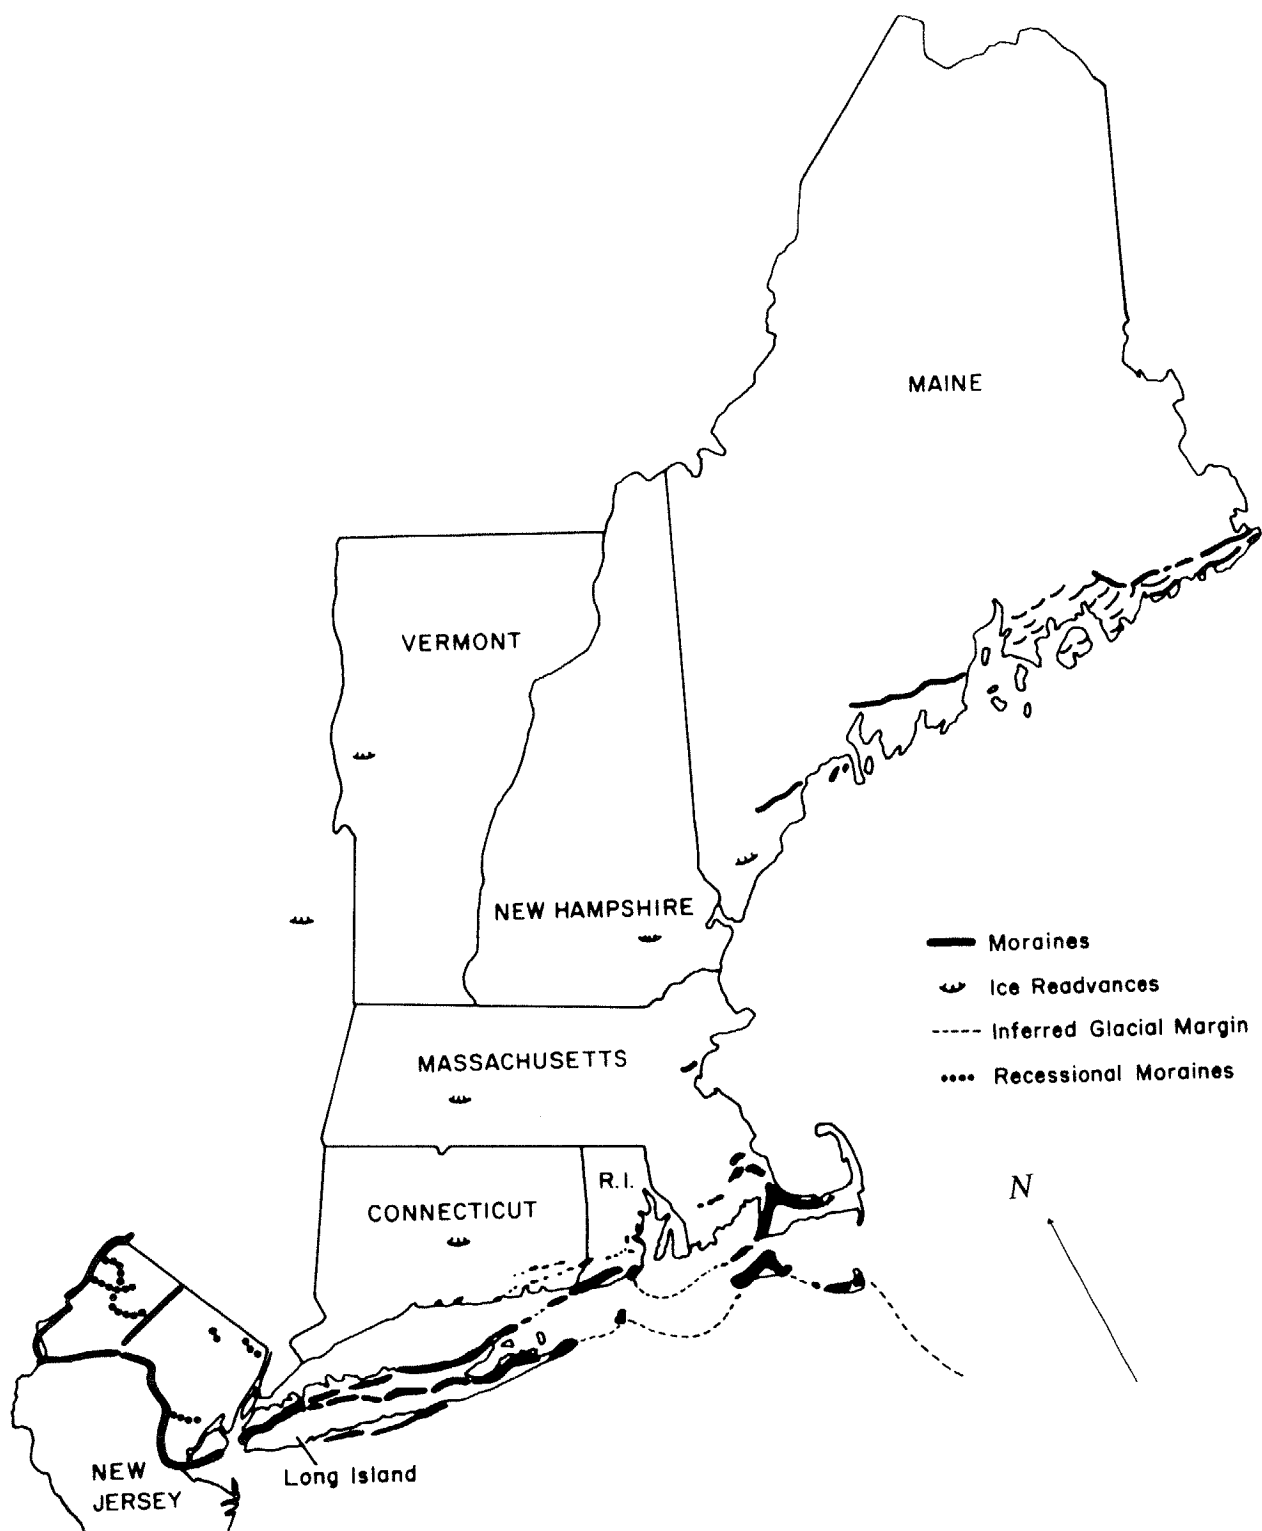 MAINE
VERMONT
NEW HAMPSHIRE
Moraines
Ice Readvances
Inferred Glacial Margin
Recessional Moraines
MASSACHUSETTS
R.I.
N
CONNECTICUT
NEW
JERSEY
Long Island